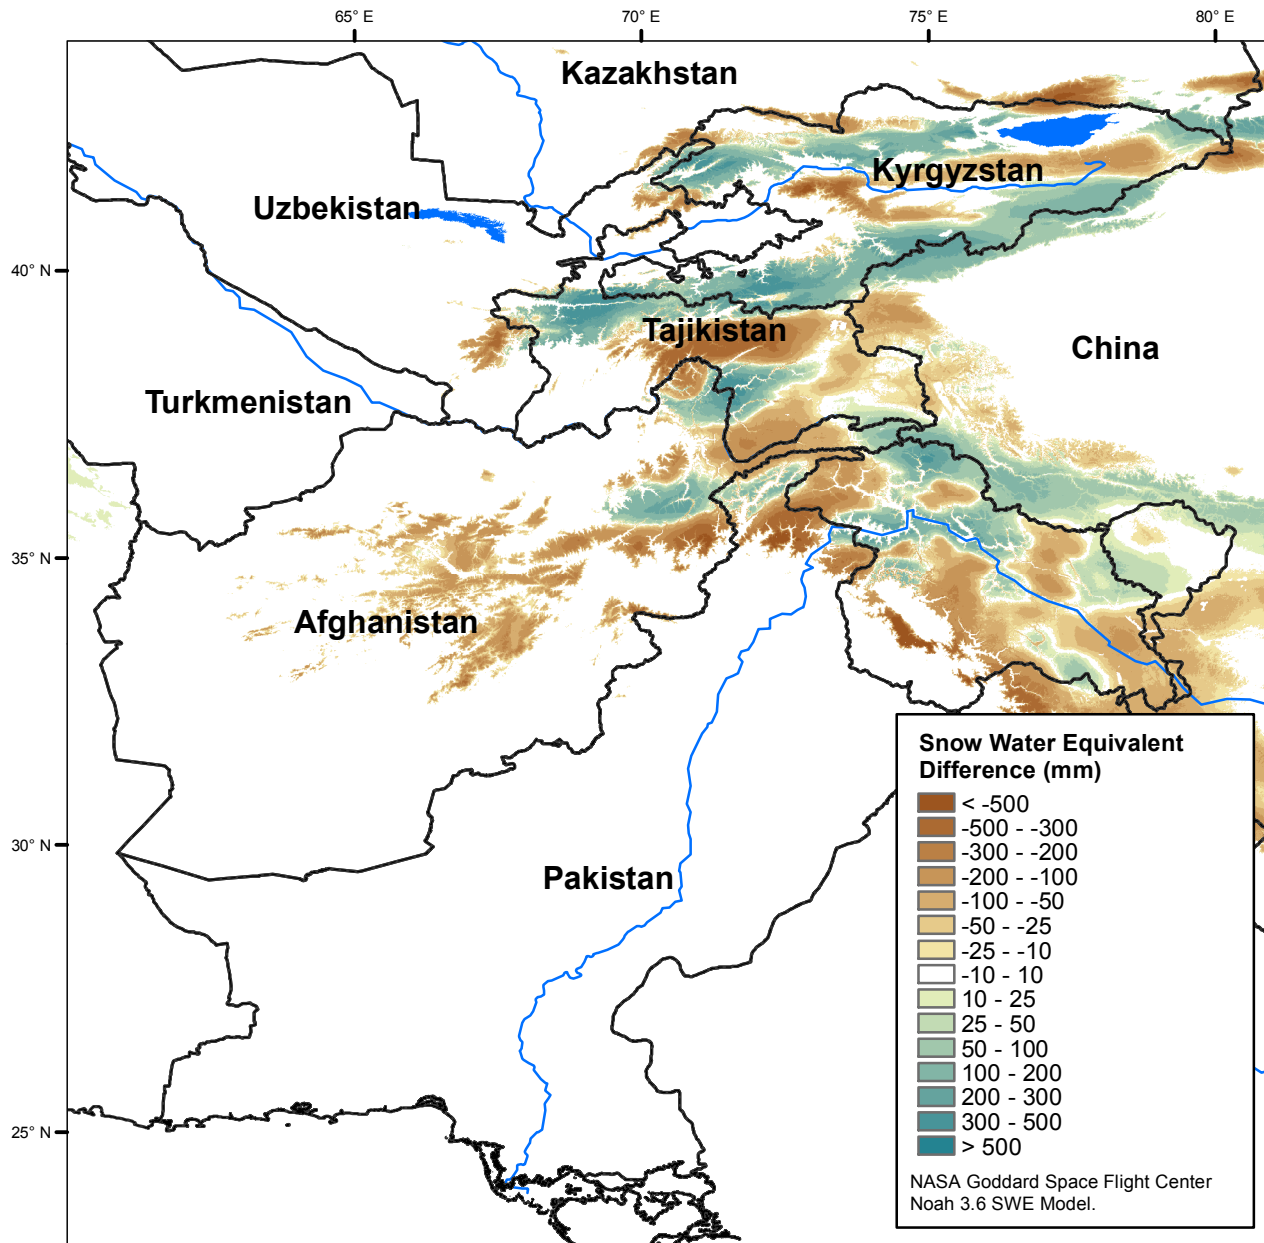 65° E
70° E
75° E
80° E
Kazakhstan
Kyrgyzstan
Uzbekistan
40° N
Tajikistan
China
Turkmenistan
35° N
Afghanistan
Snow Water Equivalent
Difference (mm)
< -500
-500 - -300
-300 - -200
-200 - -100
-100 - -50
-50 - -25
-25 - -10
-10 - 10
10 - 25
25 - 50
50 - 100
100 - 200
200 - 300
300 - 500
> 500
NASA Goddard Space Flight Center
Noah 3.6 SWE Model.
30° N
Pakistan
25° N